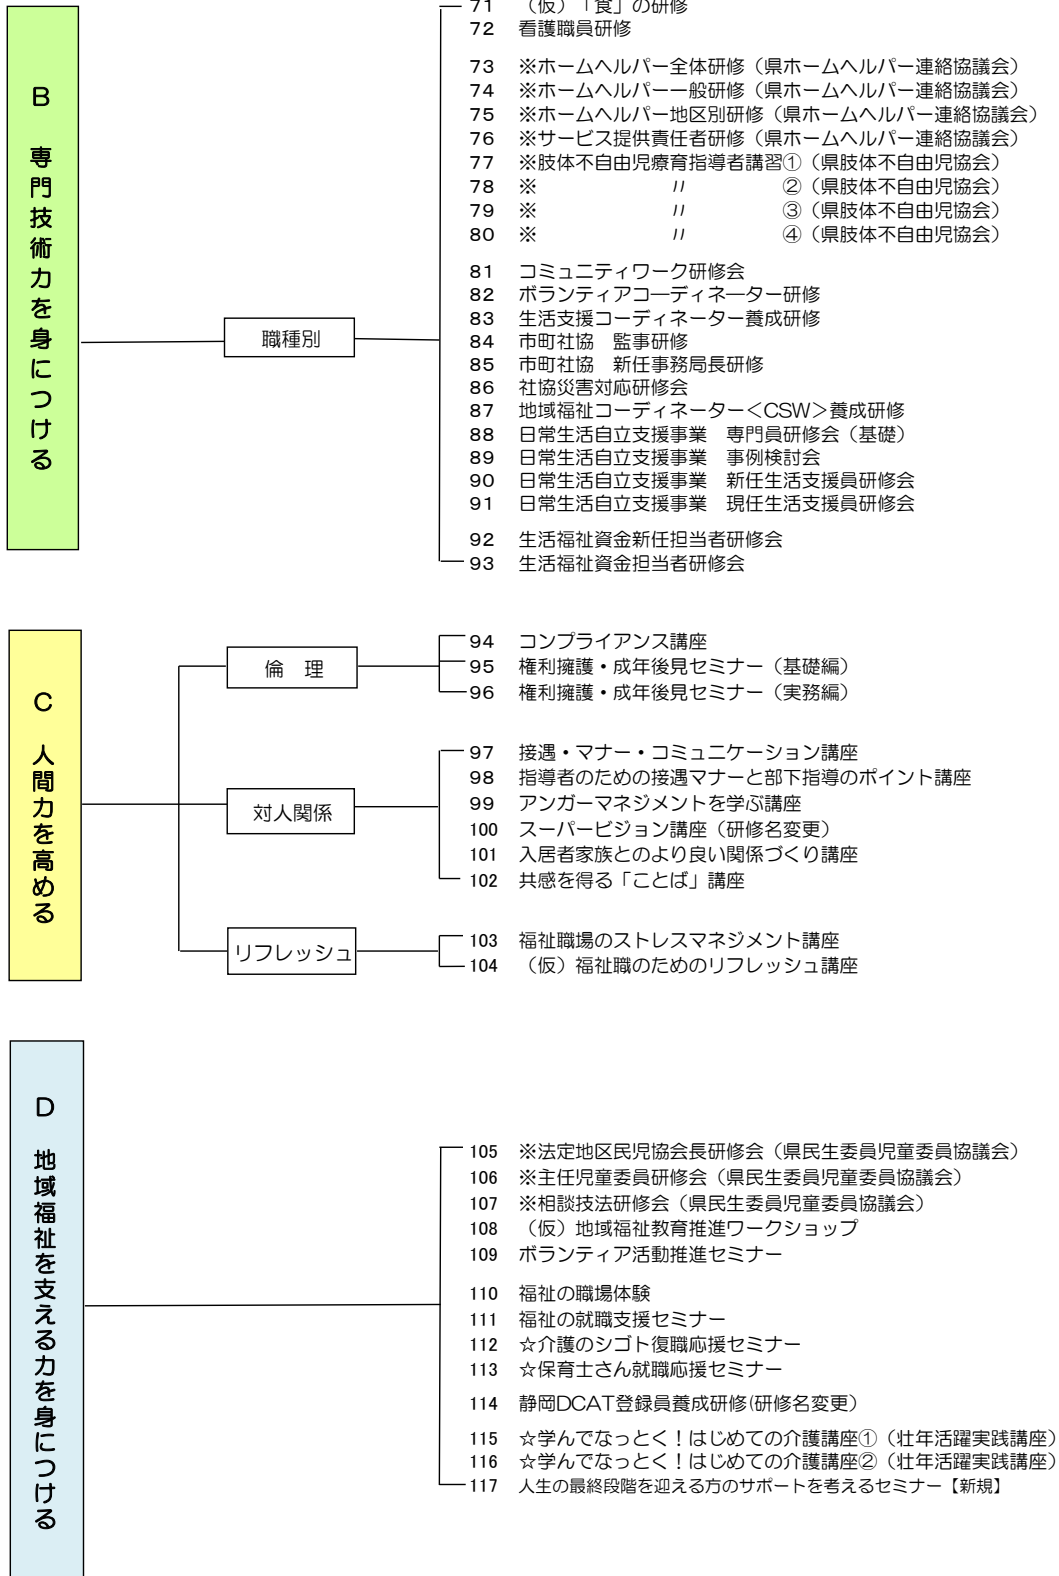 B 専門技術力を身につける
職種別
71 （仮）「食」の研修
72 看護職員研修
73 ※ホームヘルパー全体研修（県ホームヘルパー連絡協議会）
74 ※ホームヘルパー一般研修（県ホームヘルパー連絡協議会）
75 ※ホームヘルパー地区別研修（県ホームヘルパー連絡協議会）
76 ※サービス提供責任者研修（県ホームヘルパー連絡協議会）
77 ※肢体不自由児療育指導者講習①（県肢体不自由児協会）
78 ※ 〃 ②（県肢体不自由児協会）
79 ※ 〃 ③（県肢体不自由児協会）
80 ※ 〃 ④（県肢体不自由児協会）
81 コミュニティワーク研修会
82 ボランティアコーディネーター研修
83 生活支援コーディネーター養成研修
84 市町社協 監事研修
85 市町社協 新任事務局長研修
86 社協災害対応研修会
87 地域福祉コーディネーター＜CSW＞養成研修
88 日常生活自立支援事業 専門員研修会（基礎）
89 日常生活自立支援事業 事例検討会
90 日常生活自立支援事業 新任生活支援員研修会
91 日常生活自立支援事業 現任生活支援員研修会
92 生活福祉資金新任担当者研修会
93 生活福祉資金担当者研修会
C 人間力を高める
倫 理
94 コンプライアンス講座
95 権利擁護・成年後見セミナー（基礎編）
96 権利擁護・成年後見セミナー（実務編）
対人関係
97 接遇・マナー・コミュニケーション講座
98 指導者のための接遇マナーと部下指導のポイント講座
99 アンガーマネジメントを学ぶ講座
100 スーパービジョン講座（研修名変更）
101 入居者家族とのより良い関係づくり講座
102 共感を得る「ことば」講座
リフレッシュ
103 福祉職場のストレスマネジメント講座
104 （仮）福祉職のためのリフレッシュ講座
D 地域福祉を支える力を身につける
105 ※法定地区民児協会長研修会（県民生委員児童委員協議会）
106 ※主任児童委員研修会（県民生委員児童委員協議会）
107 ※相談技法研修会（県民生委員児童委員協議会）
108 （仮）地域福祉教育推進ワークショップ
109 ボランティア活動推進セミナー
110 福祉の職場体験
111 福祉の就職支援セミナー
112 ☆介護のシゴト復職応援セミナー
113 ☆保育士さん就職応援セミナー
114 静岡DCAT登録員養成研修(研修名変更）
115 ☆学んでなっとく！はじめての介護講座①（壮年活躍実践講座）
116 ☆学んでなっとく！はじめての介護講座②（壮年活躍実践講座）
117 人生の最終段階を迎える方のサポートを考えるセミナー【新規】